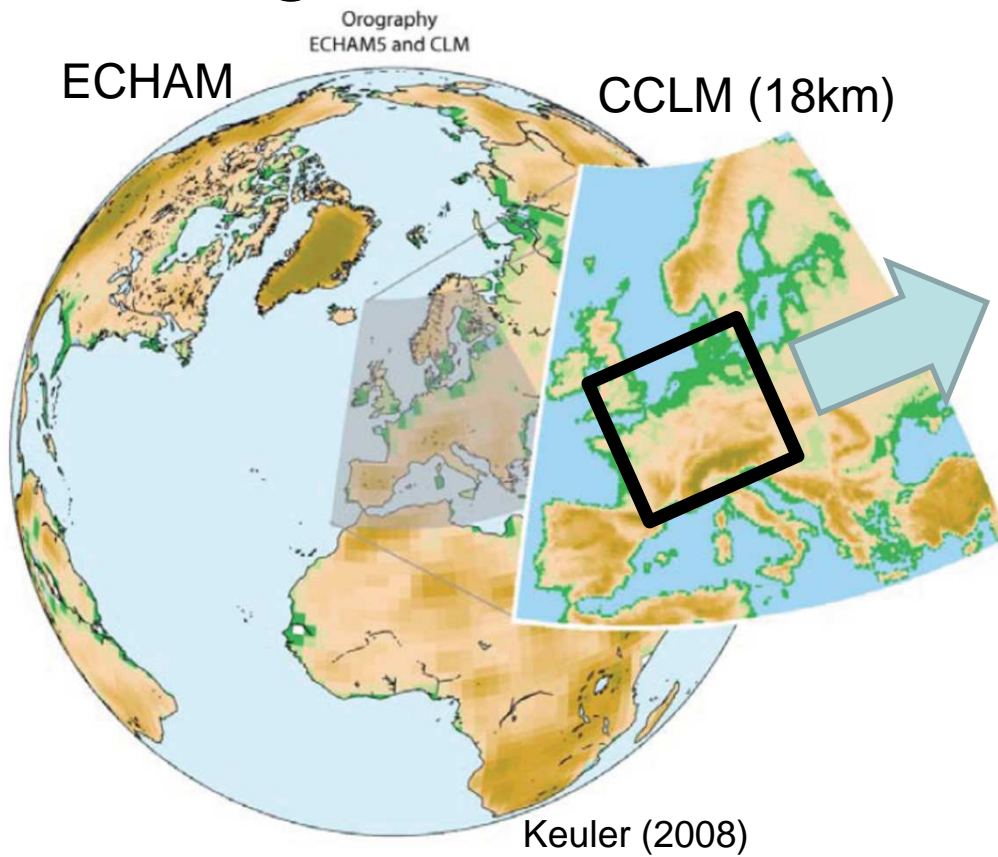 Orography
ECHAM5 and CLM
ECHAM
CCLM (18km)
Keuler (2008)